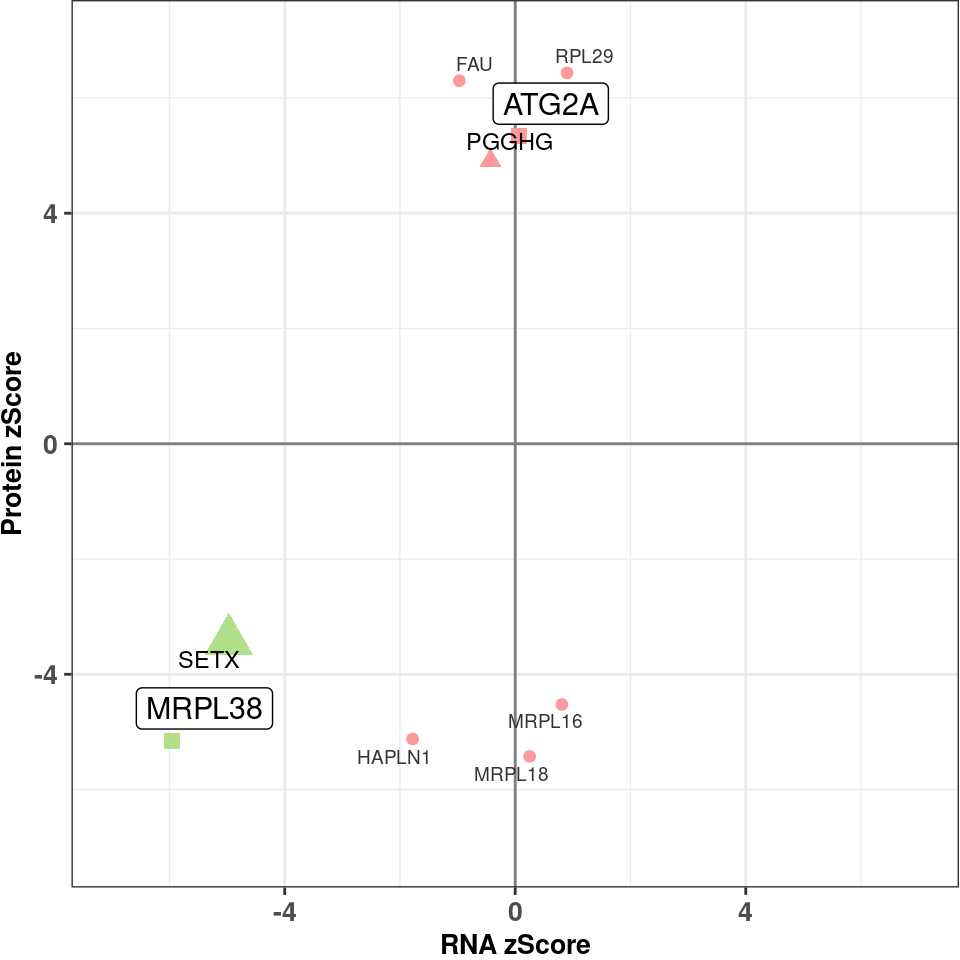 FAU
RPL29
ATG2A
PGGHG
4
0
-4
SETX
MRPL38
MRPL16
HAPLN1
MRPL18
-4
0
4
RNA zScore
Protein zScore